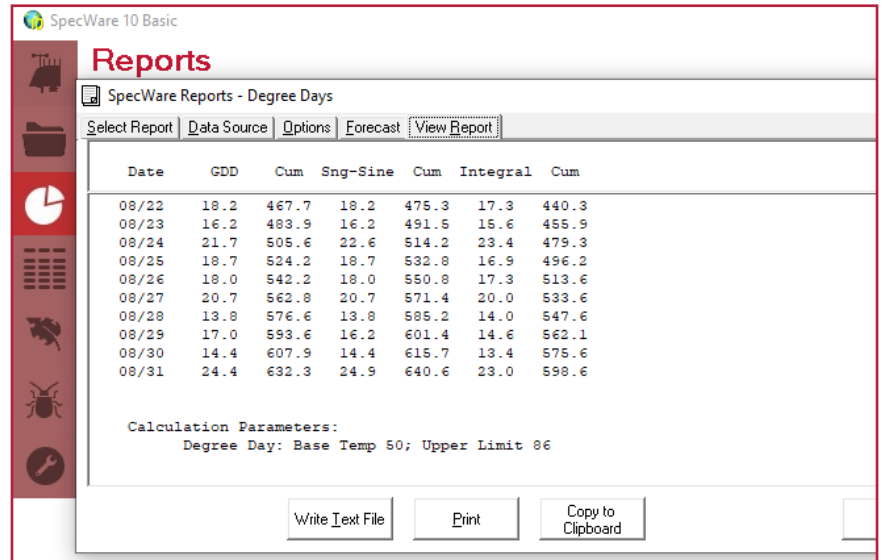 SpecWare 10 Basic
Reports
SpecWare Reports - Degree Days
Select Report Data Source Options Forecast View Report
Date GDD Cum Sng-Sine Cum Integral Cum
08/22 18.2 467.7 18.2 475.3 17.3 440.3
08/23 16.2 483.9 16.2 491.5 15.6 455.9
08/24 21.7 505.6 22.6 514.2 23.4 479.3
08/25 18.7 524.2 18.7 532.8 16.9 496.2
08/26 18.0 542.2 18.0 550.8 17.3 513.6
08/27 20.7 562.8 20.7 571.4 20.0 533.6
08/28 13.8 576.6 13.8 585.2 14.0 547.6
08/29 17.0 593.6 16.2 601.4 14.6 562.1
08/30 14.4 607.9 14.4 615.7 13.4 575.6
08/31 24.4 632.3 24.9 640.6 23.0 598.6
Calculation Parameters:
Degree Day: Base Temp 50; Upper Limit 86
Write Text File Print Copy to
Clipboard